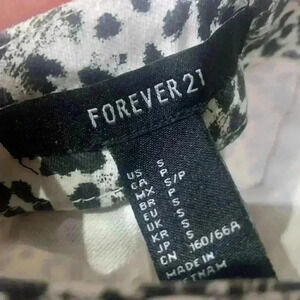 FOREVER 21
US S
CA P
MX S/P
BR P
EU S
UK S
KR S
JP S
CN 160/66A
MADE IN
VIETNAM